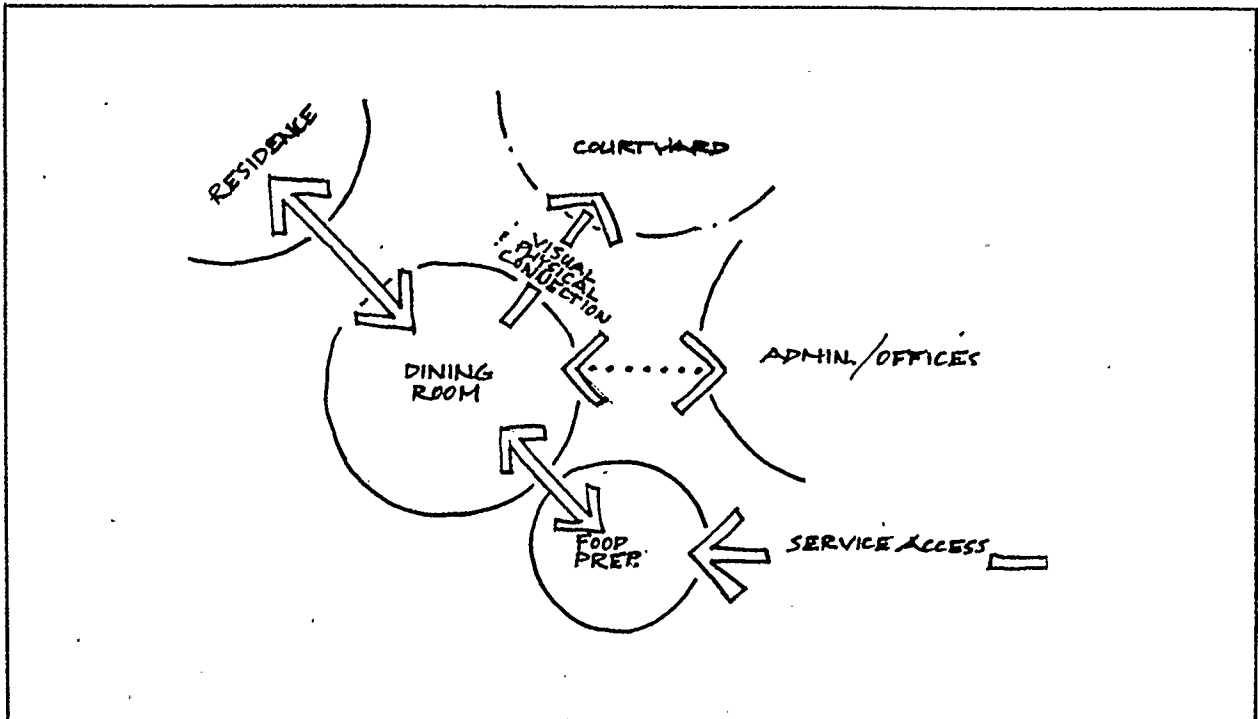 RESIDENCE
COURTYARD
VISUAL
PHYSICAL
CONNECTION
DINING
ROOM
ADMIN./OFFICES
FOOD
PREP.
SERVICE ACCESS